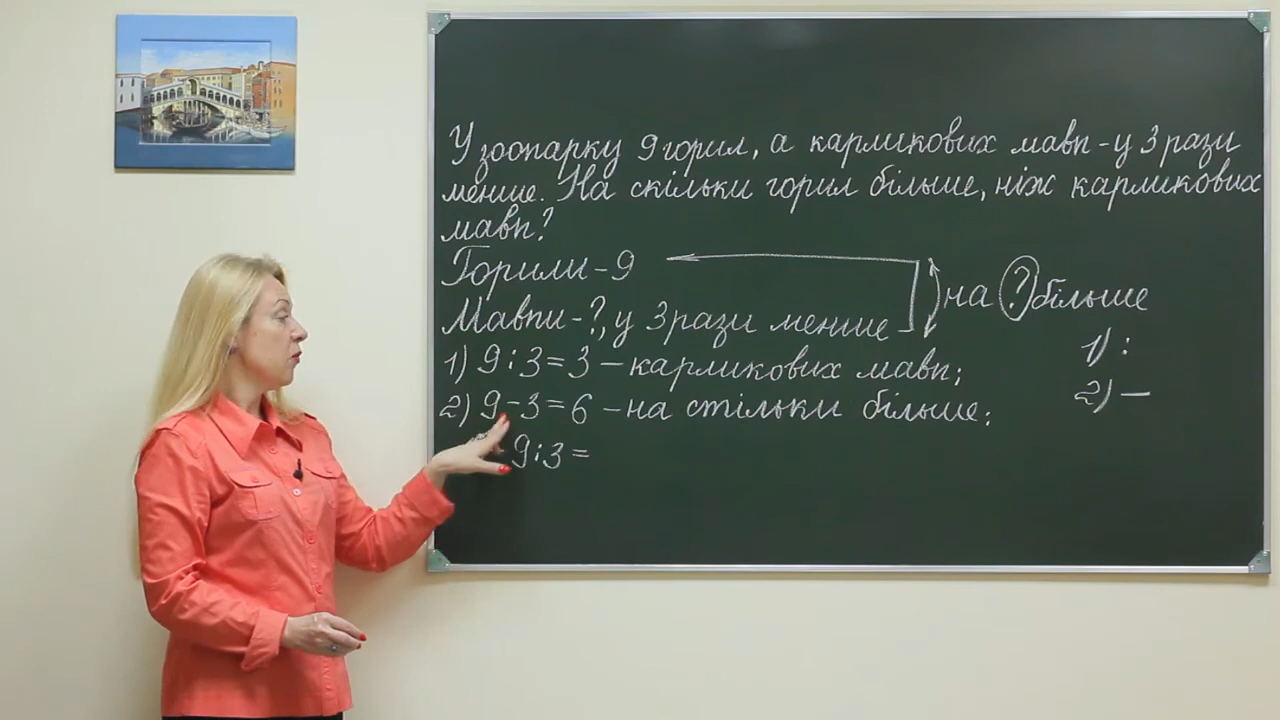 У зоопарку 9 горил, а карликових мавп - у 3 рази
менше. На скільки горил більше, ніж карликових
мавп?
Горили - 9
на ? більше
Мавпи - ?, у 3 рази менше
1) 9 : 3 = 3 – карликових мавп;
2) 9 - 3 = 6 – на стільки більше;
9 : 3 =
1) :
2) —